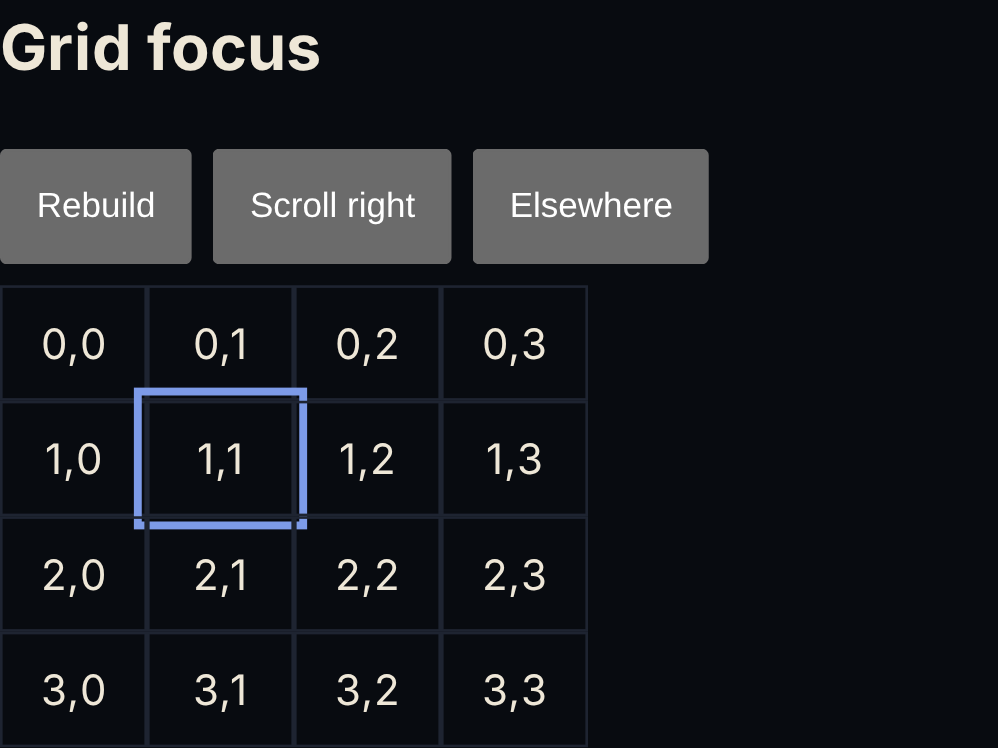 Grid focus
Rebuild Scroll right Elsewhere
0,0 0,1 0,2 0,3
1,0 1,1 1,2 1,3
2,0 2,1 2,2 2,3
3,0 3,1 3,2 3,3